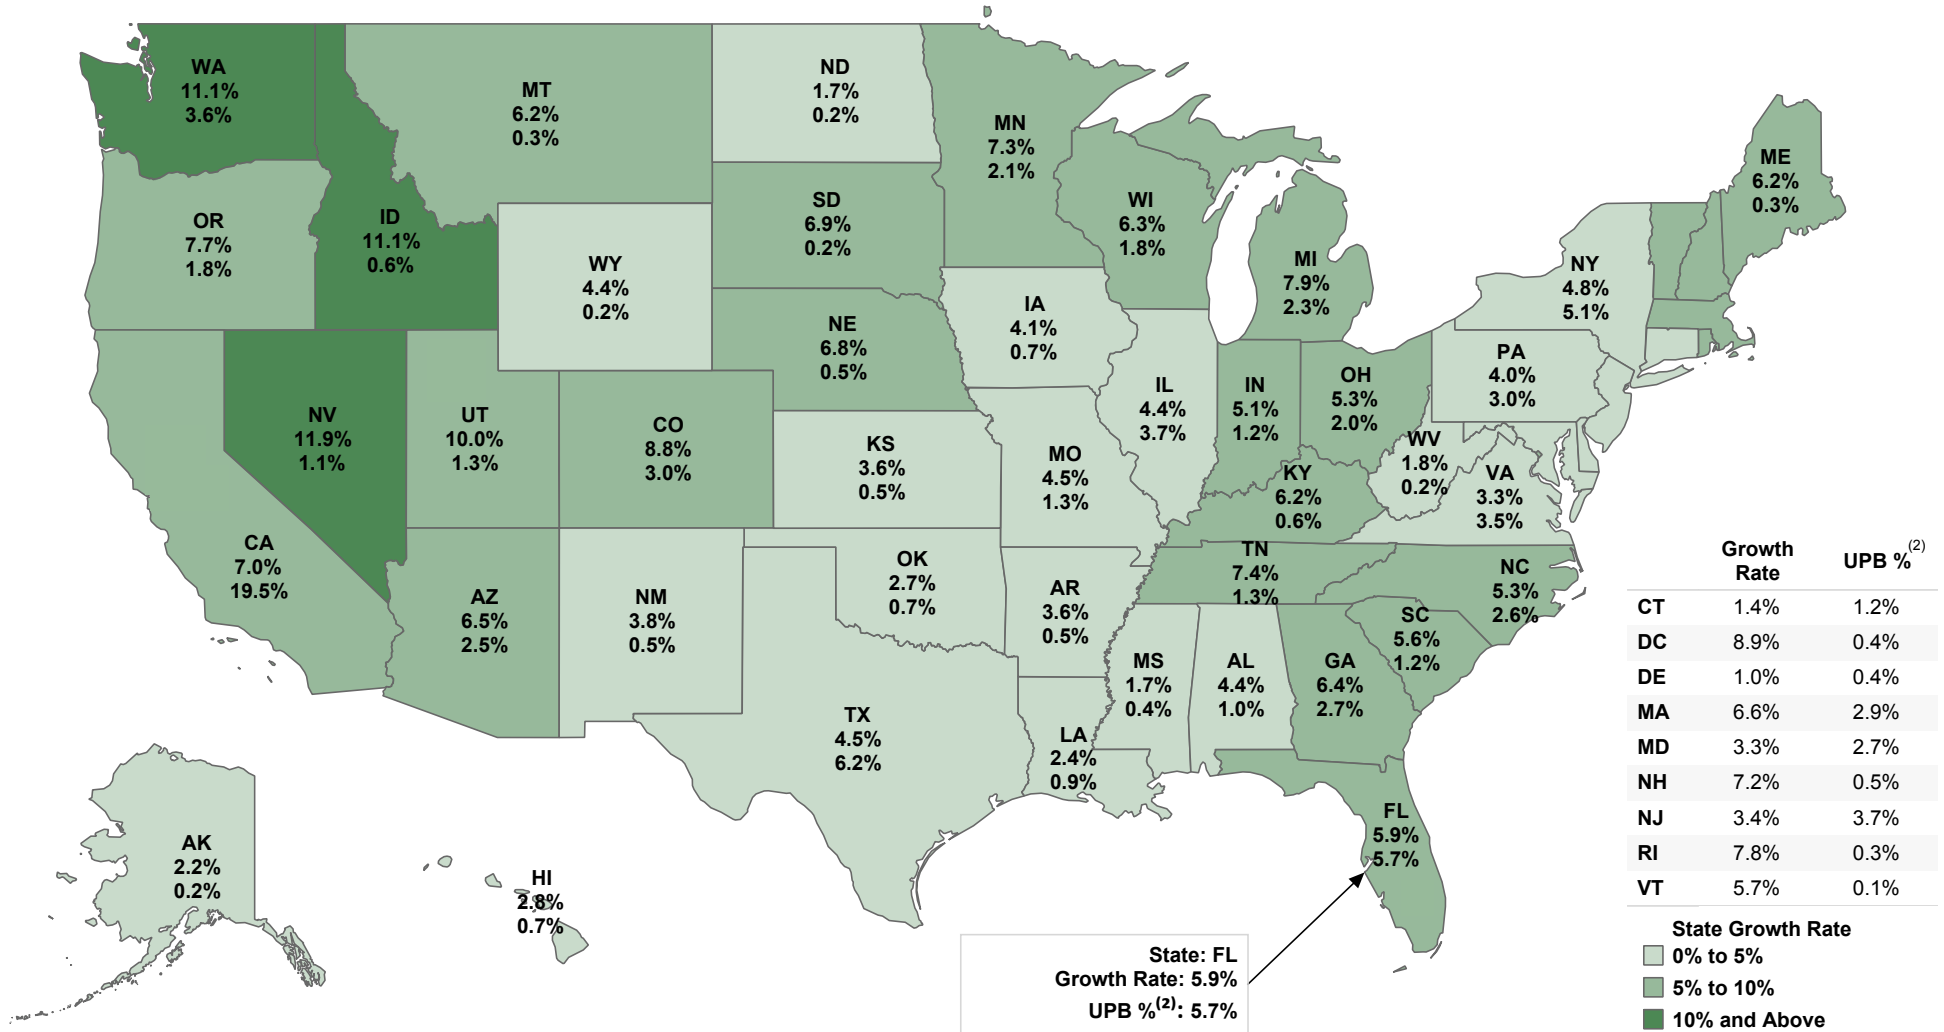 WA
11.1%
3.6%
MT
6.2%
0.3%
ND
1.7%
0.2%
MN
7.3%
2.1%
ME
6.2%
0.3%
OR
7.7%
1.8%
ID
11.1%
0.6%
WY
4.4%
0.2%
SD
6.9%
0.2%
WI
6.3%
1.8%
MI
7.9%
2.3%
NY
4.8%
5.1%
NE
6.8%
0.5%
IA
4.1%
0.7%
PA
4.0%
3.0%
NV
11.9%
1.1%
UT
10.0%
1.3%
CO
8.8%
3.0%
KS
3.6%
0.5%
MO
4.5%
1.3%
IL
4.4%
3.7%
IN
5.1%
1.2%
OH
5.3%
2.0%
WV
1.8%
0.2%
KY
6.2%
0.6%
VA
3.3%
3.5%
CA
7.0%
19.5%
AZ
6.5%
2.5%
NM
3.8%
0.5%
OK
2.7%
0.7%
AR
3.6%
0.5%
TN
7.4%
1.3%
NC
5.3%
2.6%
SC
5.6%
1.2%
MS
1.7%
0.4%
AL
4.4%
1.0%
GA
6.4%
2.7%
TX
4.5%
6.2%
LA
2.4%
0.9%
FL
5.9%
5.7%
AK
2.2%
0.2%
HI
2.8%
0.7%
State: FL
Growth Rate: 5.9%
UPB %(2): 5.7%
Growth Rate UPB %(2)
CT 1.4% 1.2%
DC 8.9% 0.4%
DE 1.0% 0.4%
MA 6.6% 2.9%
MD 3.3% 2.7%
NH 7.2% 0.5%
NJ 3.4% 3.7%
RI 7.8% 0.3%
VT 5.7% 0.1%
State Growth Rate
0% to 5%
5% to 10%
10% and Above